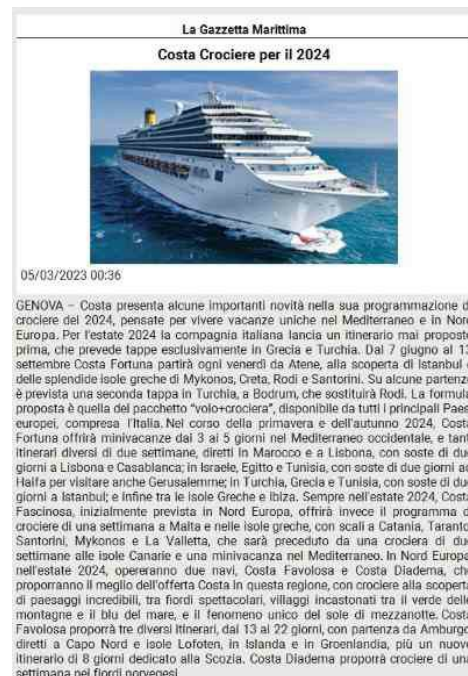 La Gazzetta Marittima
Costa Crociere per il 2024
05/03/2023 00:36
GENOVA – Costa presenta alcune importanti novità nella sua programmazione d
crociere del 2024, pensate per vivere vacanze uniche nel Mediterraneo e in Nord
Europa. Per l'estate 2024 la compagnia italiana lancia un itinerario mai proposto
prima, che prevede tappe esclusivamente in Grecia e Turchia. Dal 7 giugno al 13
settembre Costa Fortuna partirà ogni venerdì da Atene, alla scoperta di Istanbul e
delle splendide isole greche di Mykonos, Creta, Rodi e Santorini. Su alcune partenze
è prevista una seconda tappa in Turchia, a Bodrum, che sostituirà Rodi. La formula
proposta è quella del pacchetto "volo+crociera", disponibile da tutti i principali Paesi
europei, compresa l'Italia. Nel corso della primavera e dell'autunno 2024, Costa
Fortuna offrirà minivacanze dai 3 ai 5 giorni nel Mediterraneo occidentale, e tanti
itinerari diversi di due settimane, diretti in Marocco e a Lisbona, con soste di due
giorni a Lisbona e Casablanca; in Israele, Egitto e Tunisia, con soste di due giorni ad
Haifa per visitare anche Gerusalemme; in Turchia, Grecia e Tunisia, con soste di due
giorni a Istanbul; e infine tra le isole Greche e Ibiza. Sempre nell'estate 2024, Costa
Fascinosa, inizialmente prevista in Nord Europa, offrirà invece il programma di
crociere di una settimana a Malta e nelle isole greche, con scali a Catania, Taranto,
Santorini, Mykonos e La Valletta, che sarà preceduto da una crociera di due
settimane alle isole Canarie e una minivacanza nel Mediterraneo. In Nord Europa,
nell'estate 2024, opereranno due navi, Costa Favolosa e Costa Diadema, che
proporranno il meglio dell'offerta Costa in questa regione, con crociere alla scoperta
di paesaggi incredibili, tra fiordi spettacolari, villaggi incastonati tra il verde delle
montagne e il blu del mare, e il fenomeno unico del sole di mezzanotte. Costa
Favolosa proporrà tre diversi itinerari, dai 13 ai 22 giorni, con partenza da Amburgo,
diretti a Capo Nord e isole Lofoten, in Islanda e in Groenlandia, più un nuovo
itinerario di 8 giorni dedicato alla Scozia. Costa Diadema proporrà crociere di una
settimana nei fiordi norvegesi